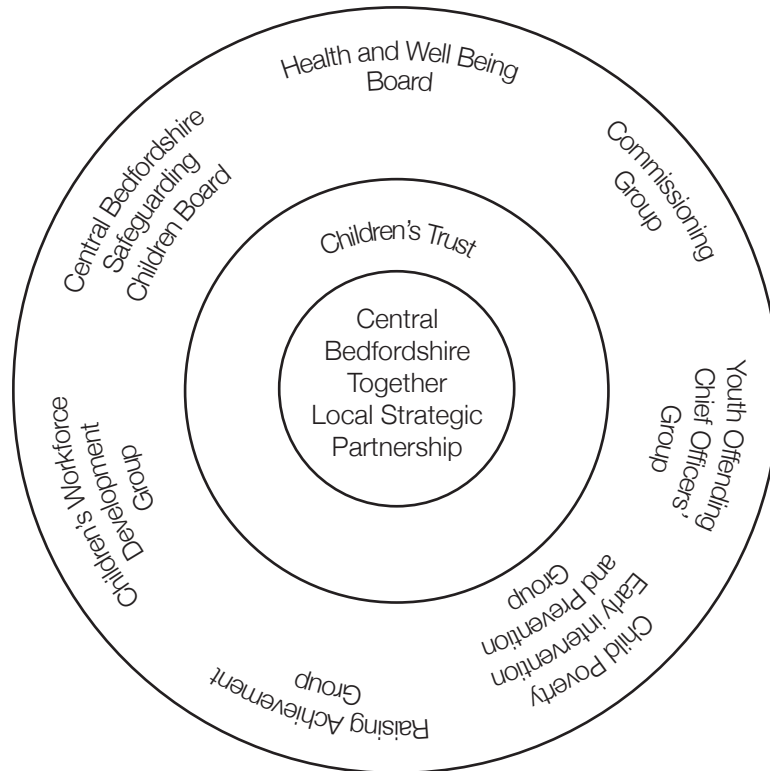 Health and Well Being
Board
Commissioning
Group
Youth Offending
Chief Officers'
Group
Child Poverty
Early intervention
and Prevention
Group
Raising Achievement
Group
Children's Workforce
Development
Group
Central Bedfordshire
Safeguarding
Children Board
Children's Trust
Central
Bedfordshire
Together
Local Strategic
Partnership